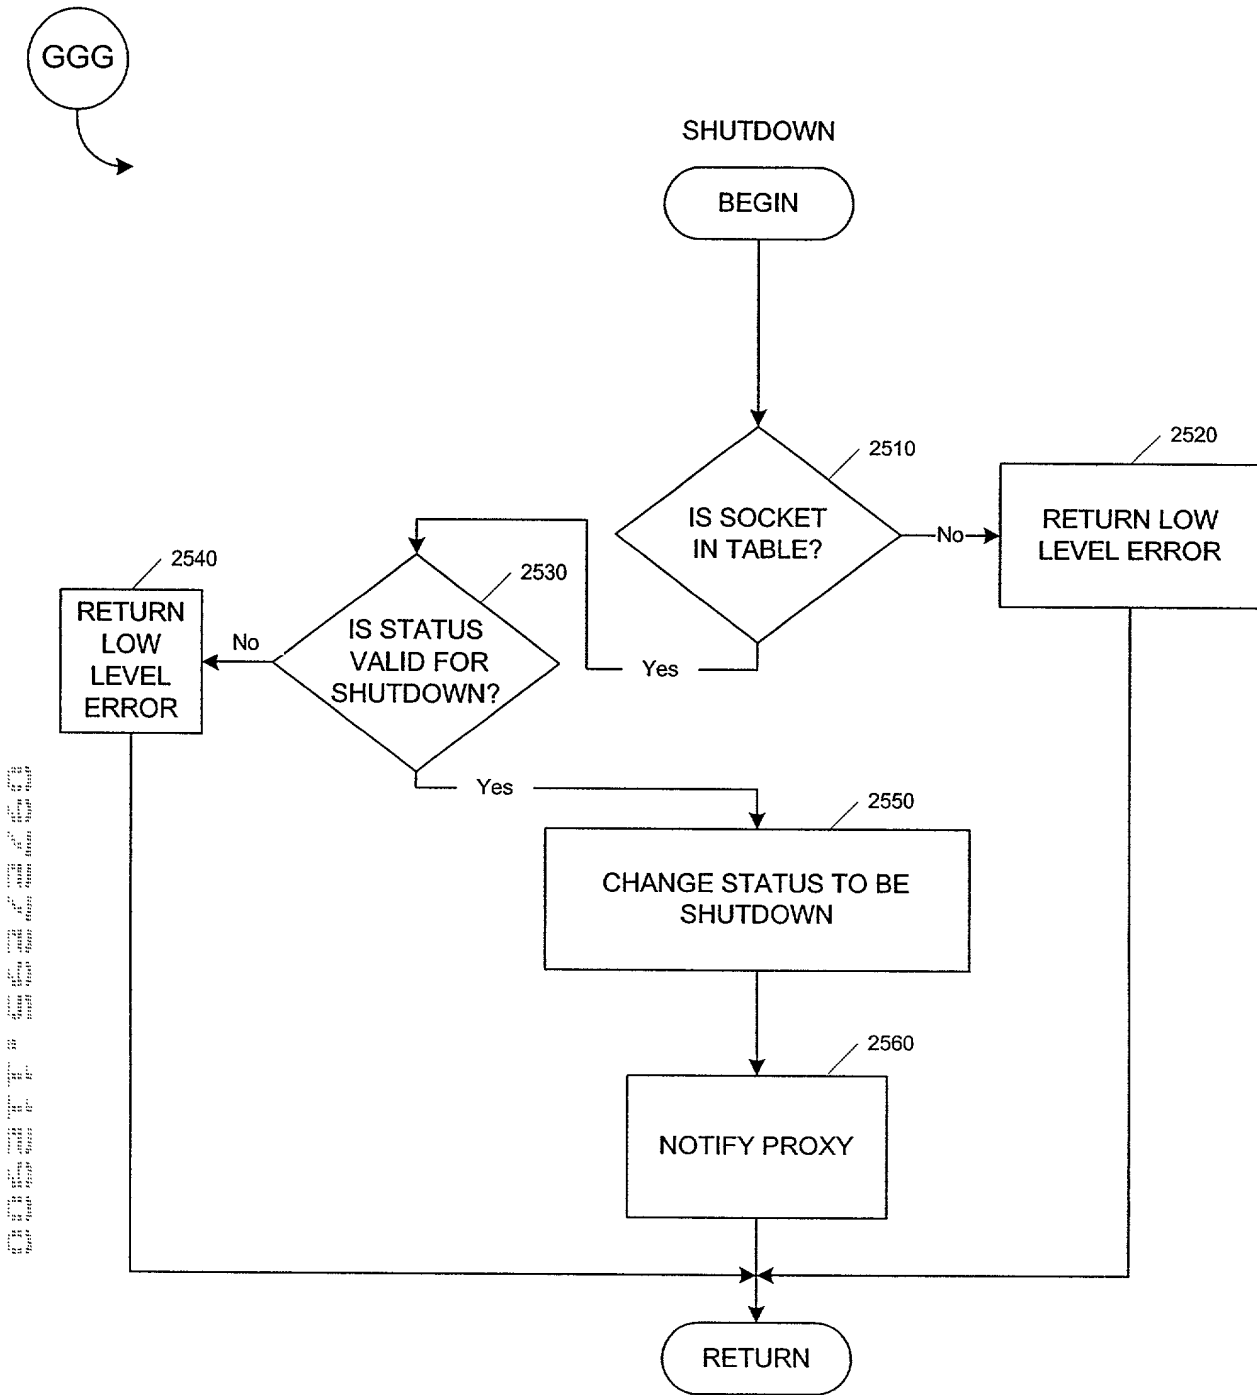 GGG
SHUTDOWN
BEGIN
2510
2520
IS SOCKET
IN TABLE?
No
RETURN LOW
LEVEL ERROR
2540
2530
RETURN
LOW
LEVEL
ERROR
No
IS STATUS
VALID FOR
SHUTDOWN?
Yes
Yes
2550
CHANGE STATUS TO BE
SHUTDOWN
2560
NOTIFY PROXY
RETURN